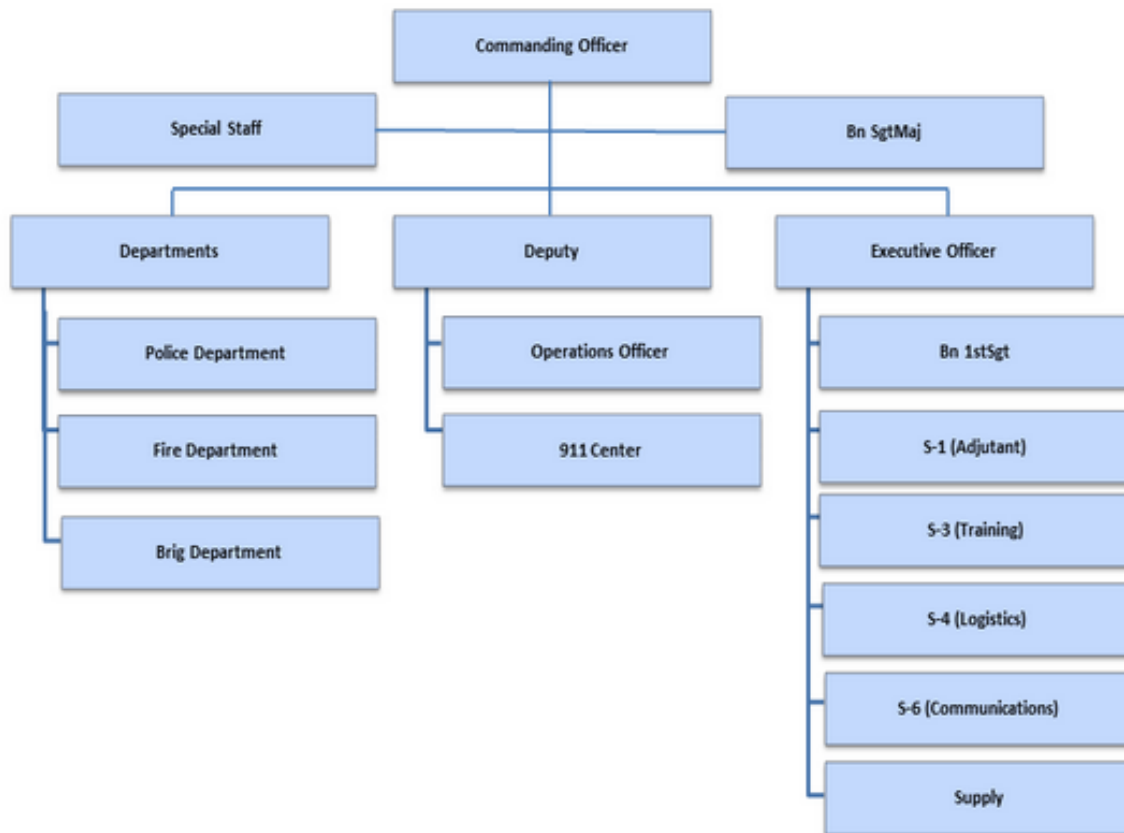 Commanding Officer
Special Staff
Bn SgtMaj
Departments
Deputy
Executive Officer
Police Department
Operations Officer
Bn 1stSgt
Fire Department
911 Center
S-1 (Adjutant)
Brig Department
S-3 (Training)
S-4 (Logistics)
S-6 (Communications)
Supply